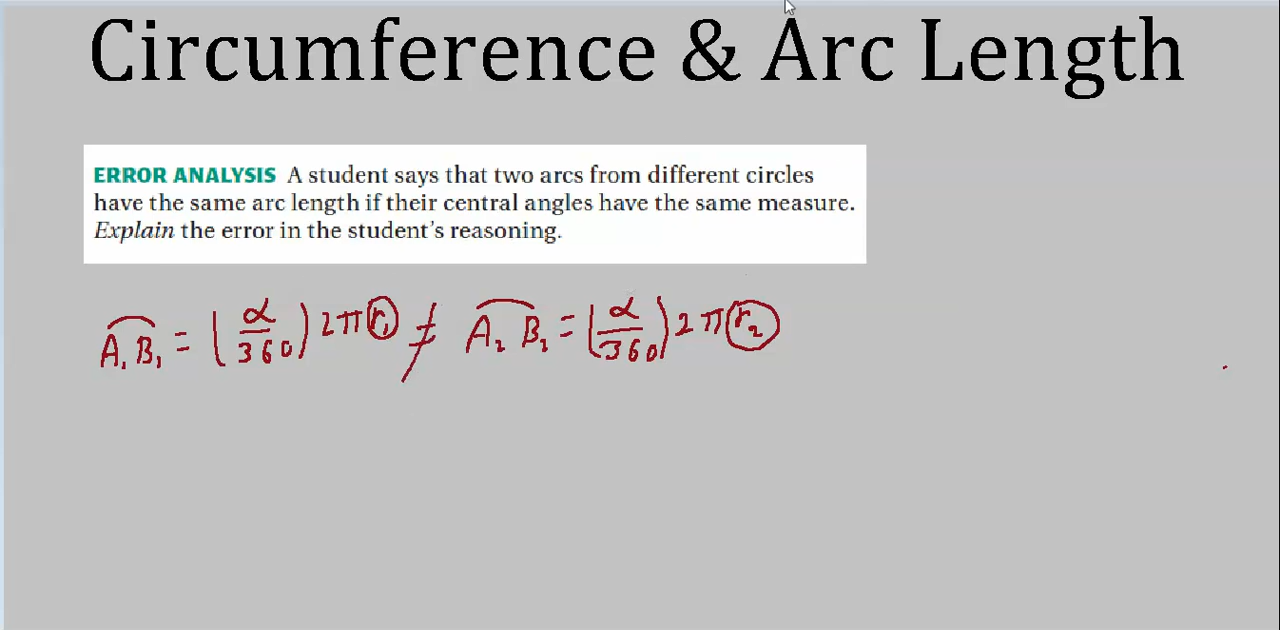 Circumference & Arc Length
ERROR ANALYSIS A student says that two arcs from different circles
have the same arc length if their central angles have the same measure.
Explain the error in the student's reasoning.
A₁B₁ = (α/360) 2π r₁ ≠ A₂B₂ = (α/360) 2π r₂